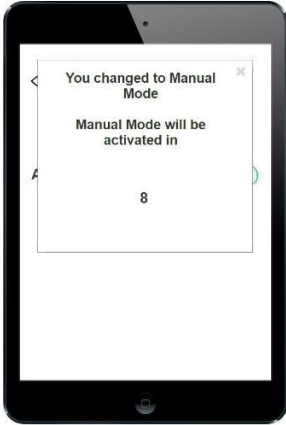 You changed to Manual
Mode
Manual Mode will be
activated in
A
8